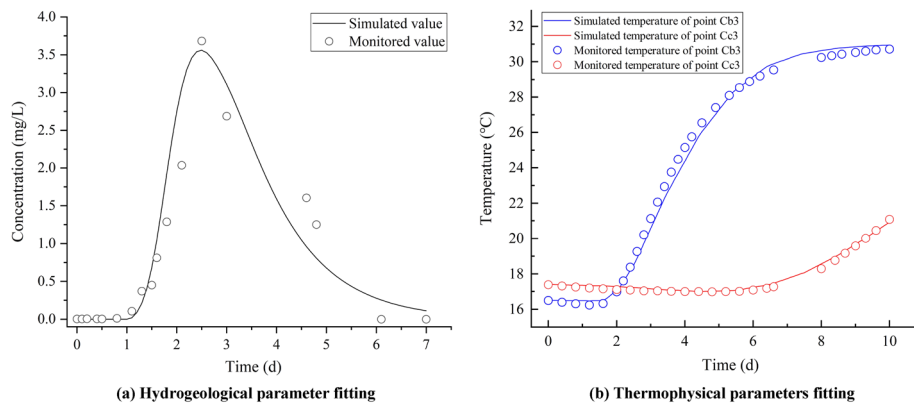 Simulated value
Monitored value
4.0
3.5
3.0
2.5
2.0
1.5
1.0
0.5
0.0
Concentration (mg/L)
0 1 2 3 4 5 6 7
Time (d)
(a) Hydrogeological parameter fitting
Simulated temperature of point Cb3
Simulated temperature of point Cc3
Monitored temperature of point Cb3
Monitored temperature of point Cc3
32
30
28
26
24
22
20
18
16
Temperature (°C)
0 2 4 6 8 10
Time (d)
(b) Thermophysical parameters fitting